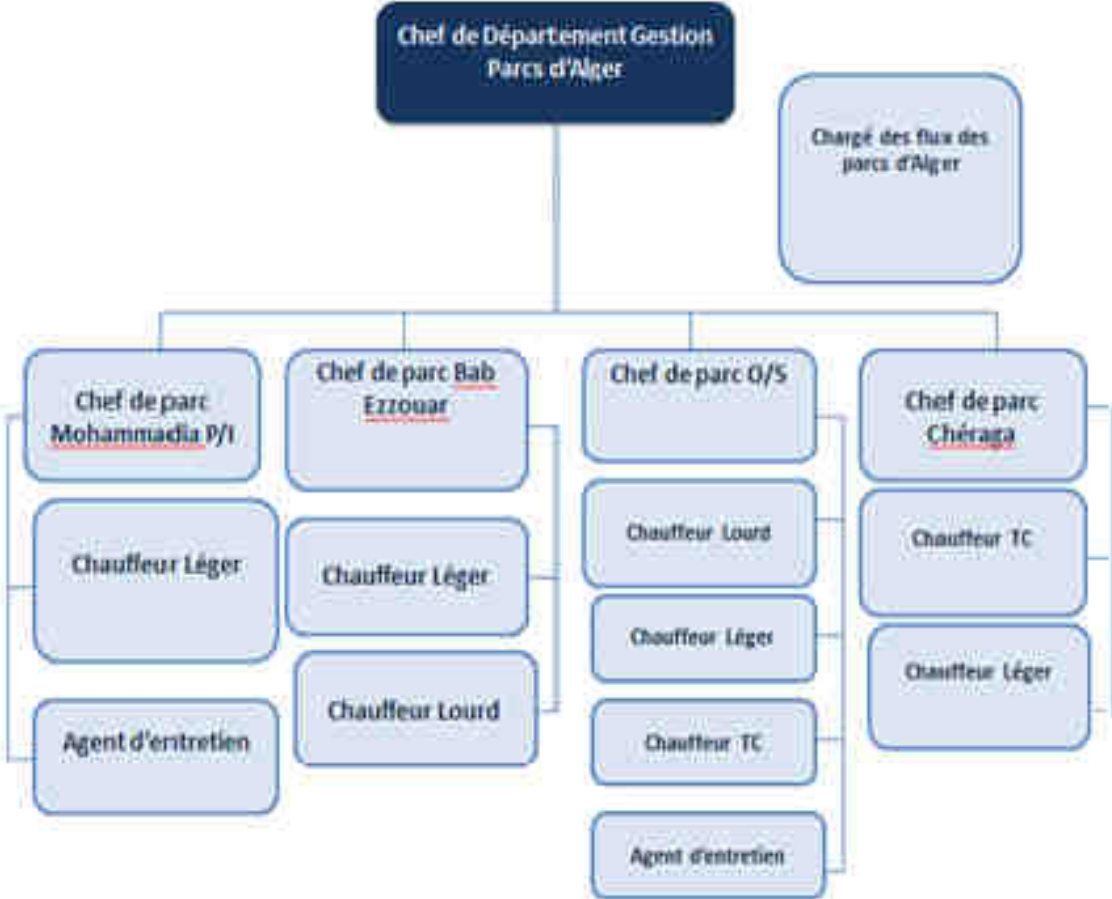 Chef de Département Gestion
Parcs d'Alger
Chargé des flux des
parcs d'Alger
Chef de parc
Mohammadia P/I
Chauffeur Léger
Agent d'entretien
Chef de parc Bab
Ezzouar
Chauffeur Léger
Chauffeur Lourd
Chef de parc O/S
Chauffeur Lourd
Chauffeur Léger
Chauffeur TC
Agent d'entretien
Chef de parc
Chéraga
Chauffeur TC
Chauffeur Léger